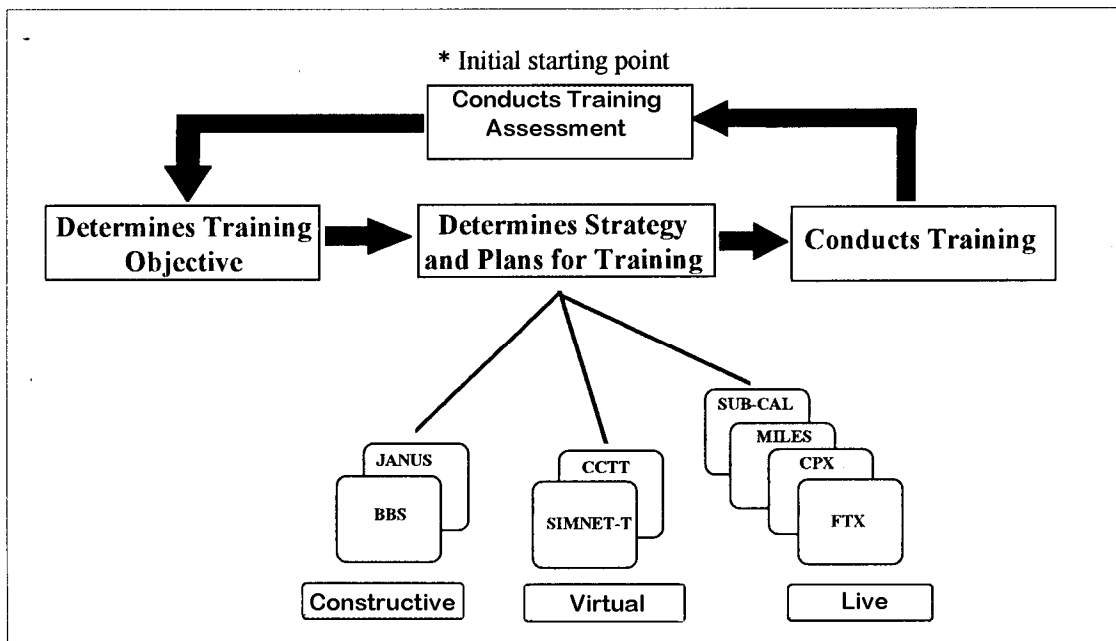 * Initial starting point
Conducts Training
Assessment
Determines Training
Objective
Determines Strategy
and Plans for Training
Conducts Training
JANUS
BBS
CCTT
SIMNET-T
SUB-CAL
MILES
CPX
FTX
Constructive
Virtual
Live